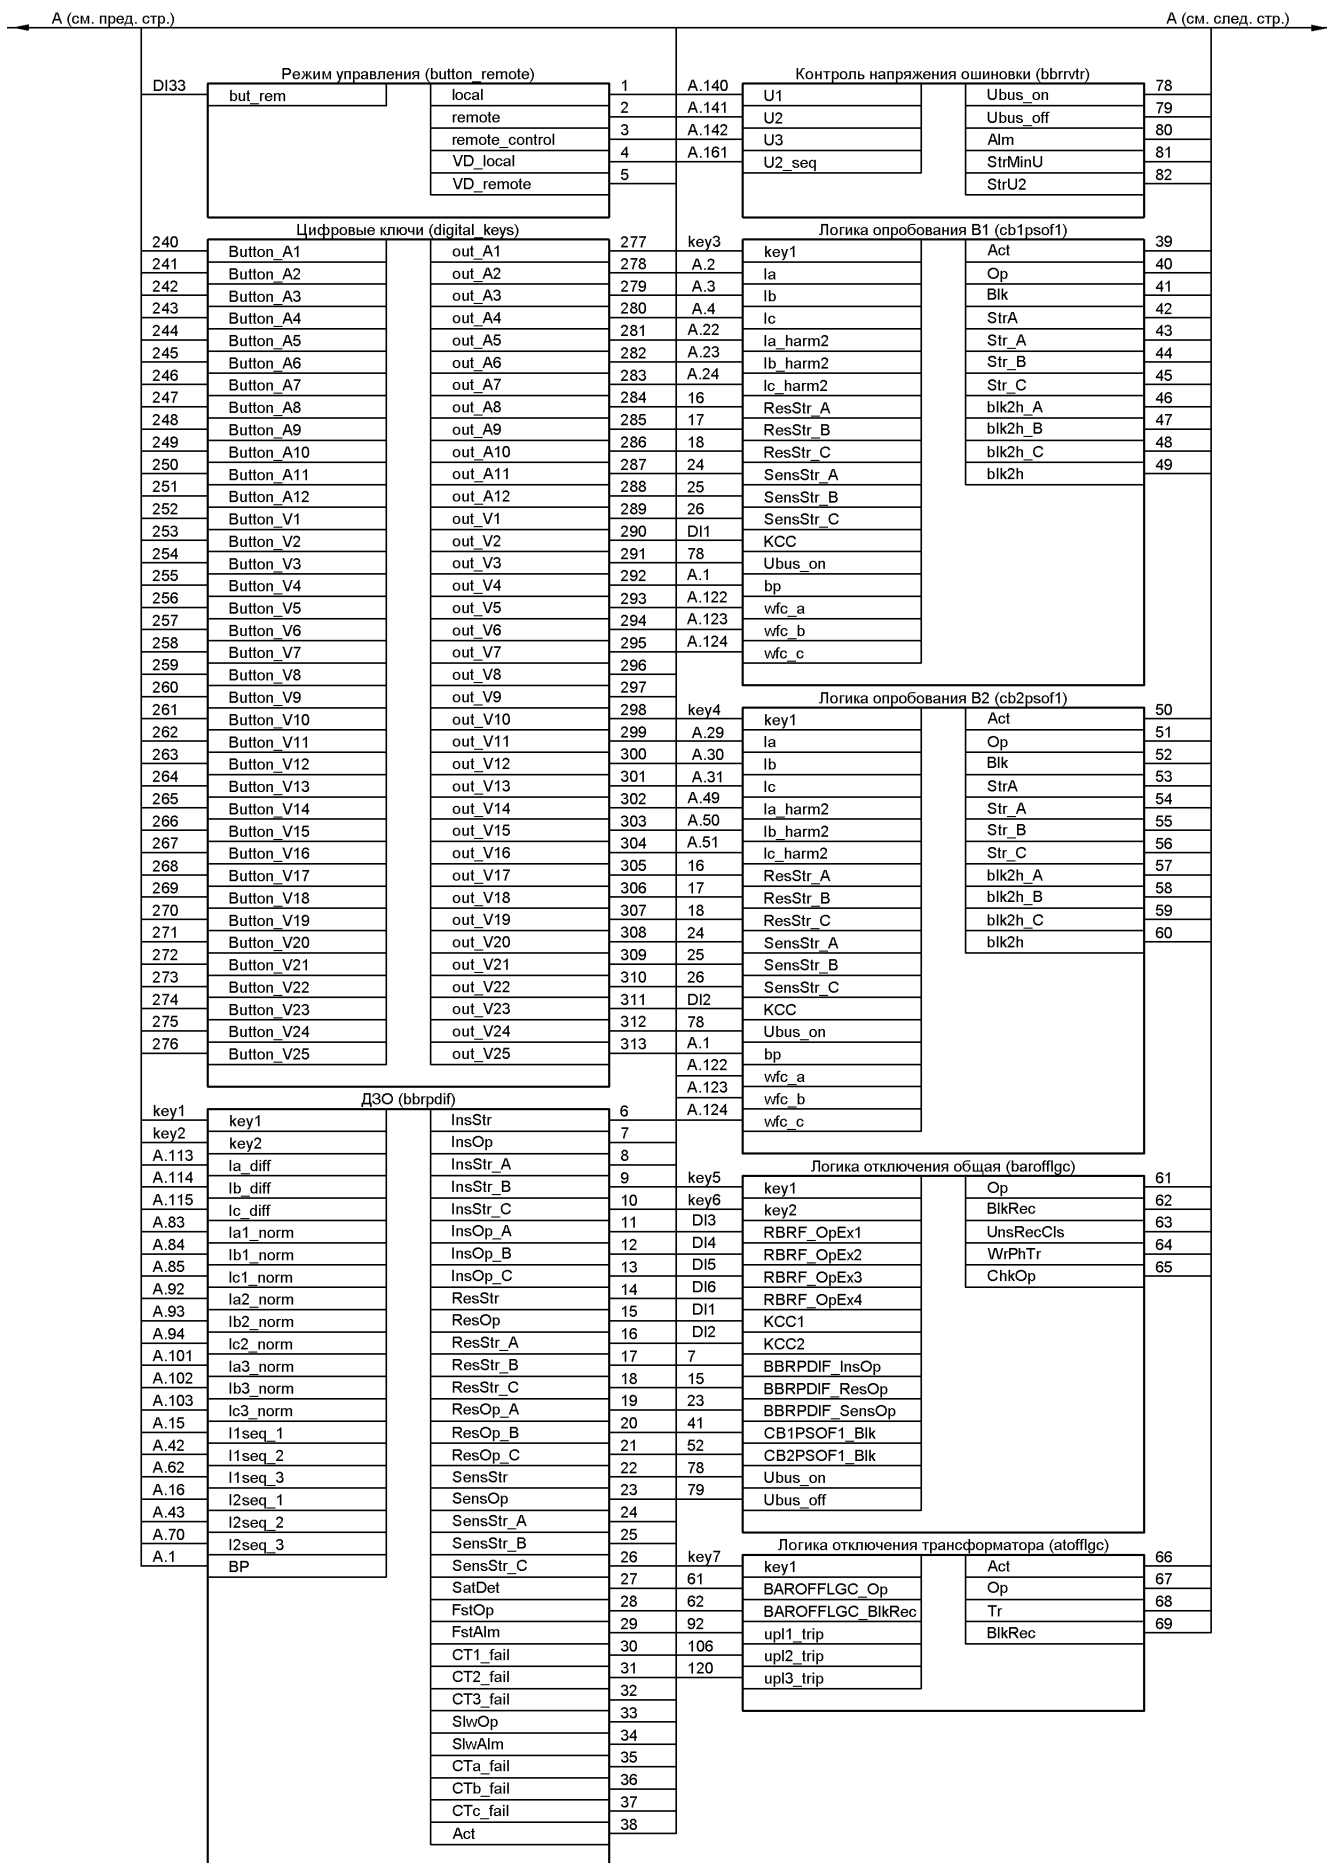 А (см. пред. стр.)
А (см. след. стр.)
Режим управления (button_remote)
DI33 but_rem
local 1
remote 2
remote_control 3
VD_local 4
VD_remote 5
Цифровые ключи (digital_keys)
240 Button_A1 out_A1 277
241 Button_A2 out_A2 278
242 Button_A3 out_A3 279
243 Button_A4 out_A4 280
244 Button_A5 out_A5 281
245 Button_A6 out_A6 282
246 Button_A7 out_A7 283
247 Button_A8 out_A8 284
248 Button_A9 out_A9 285
249 Button_A10 out_A10 286
250 Button_A11 out_A11 287
251 Button_A12 out_A12 288
252 Button_V1 out_V1 289
253 Button_V2 out_V2 290
254 Button_V3 out_V3 291
255 Button_V4 out_V4 292
256 Button_V5 out_V5 293
257 Button_V6 out_V6 294
258 Button_V7 out_V7 295
259 Button_V8 out_V8 296
260 Button_V9 out_V9 297
261 Button_V10 out_V10 298
262 Button_V11 out_V11 299
263 Button_V12 out_V12 300
264 Button_V13 out_V13 301
265 Button_V14 out_V14 302
266 Button_V15 out_V15 303
267 Button_V16 out_V16 304
268 Button_V17 out_V17 305
269 Button_V18 out_V18 306
270 Button_V19 out_V19 307
271 Button_V20 out_V20 308
272 Button_V21 out_V21 309
273 Button_V22 out_V22 310
274 Button_V23 out_V23 311
275 Button_V24 out_V24 312
276 Button_V25 out_V25 313
ДЗО (bbrpdif)
key1 key1 InsStr 6
key2 key2 InsOp 7
A.113 Ia_diff InsStr_A 8
A.114 Ib_diff InsStr_B 9
A.115 Ic_diff InsStr_C 10
A.83 Ia1_norm InsOp_A 11
A.84 Ib1_norm InsOp_B 12
A.85 Ic1_norm InsOp_C 13
A.92 Ia2_norm ResStr 14
A.93 Ib2_norm ResOp 15
A.94 Ic2_norm ResStr_A 16
A.101 Ia3_norm ResStr_B 17
A.102 Ib3_norm ResStr_C 18
A.103 Ic3_norm ResOp_A 19
A.15 I1seq_1 ResOp_B 20
A.42 I1seq_2 ResOp_C 21
A.62 I1seq_3 SensStr 22
A.16 I2seq_1 SensOp 23
A.43 I2seq_2 SensStr_A 24
A.70 I2seq_3 SensStr_B 25
A.1 BP SensStr_C 26
SatDet 27
FstOp 28
FstAlm 29
CT1_fail 30
CT2_fail 31
CT3_fail 32
SlwOp 33
SlwAlm 34
CTa_fail 35
CTb_fail 36
CTc_fail 37
Act 38
Контроль напряжения ошиновки (bbrrvtr)
A.140 U1 Ubus_on 78
A.141 U2 Ubus_off 79
A.142 U3 Alm 80
A.161 U2_seq StrMinU 81
StrU2 82
Логика опробования В1 (cb1psof1)
key3 key1 Act 39
A.2 Ia Op 40
A.3 Ib Blk 41
A.4 Ic StrA 42
A.22 Ia_harm2 Str_A 43
A.23 Ib_harm2 Str_B 44
A.24 Ic_harm2 Str_C 45
16 ResStr_A blk2h_A 46
17 ResStr_B blk2h_B 47
18 ResStr_C blk2h_C 48
24 SensStr_A blk2h 49
25 SensStr_B
26 SensStr_C
DI1 KCC
78 Ubus_on
A.1 bp
A.122 wfc_a
A.123 wfc_b
A.124 wfc_c
Логика опробования В2 (cb2psof1)
key4 key1 Act 50
A.29 Ia Op 51
A.30 Ib Blk 52
A.31 Ic StrA 53
A.49 Ia_harm2 Str_A 54
A.50 Ib_harm2 Str_B 55
A.51 Ic_harm2 Str_C 56
16 ResStr_A blk2h_A 57
17 ResStr_B blk2h_B 58
18 ResStr_C blk2h_C 59
24 SensStr_A blk2h 60
25 SensStr_B
26 SensStr_C
DI2 KCC
78 Ubus_on
A.1 bp
A.122 wfc_a
A.123 wfc_b
A.124 wfc_c
Логика отключения общая (barofflgc)
key5 key1 Op 61
key6 key2 BlkRec 62
DI3 RBRF_OpEx1 UnsRecCls 63
DI4 RBRF_OpEx2 WrPhTr 64
DI5 RBRF_OpEx3 ChkOp 65
DI6 RBRF_OpEx4
DI1 KCC1
DI2 KCC2
7 BBRPDIF_InsOp
15 BBRPDIF_ResOp
23 BBRPDIF_SensOp
41 CB1PSOF1_Blk
52 CB2PSOF1_Blk
78 Ubus_on
79 Ubus_off
Логика отключения трансформатора (atofflgc)
key7 key1 Act 66
61 BAROFFLGC_Op Op 67
62 BAROFFLGC_BlkRec Tr 68
92 upl1_trip BlkRec 69
106 upl2_trip
120 upl3_trip